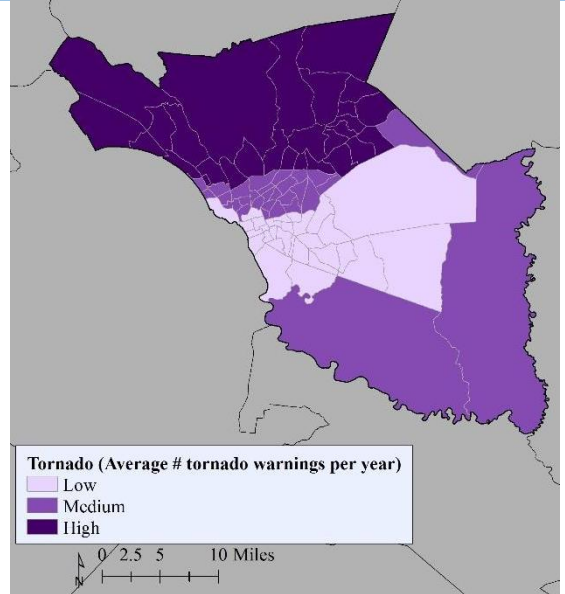 Tornado (Average # tornado warnings per year)
Low
Medium
High
0 2.5 5 10 Miles
N